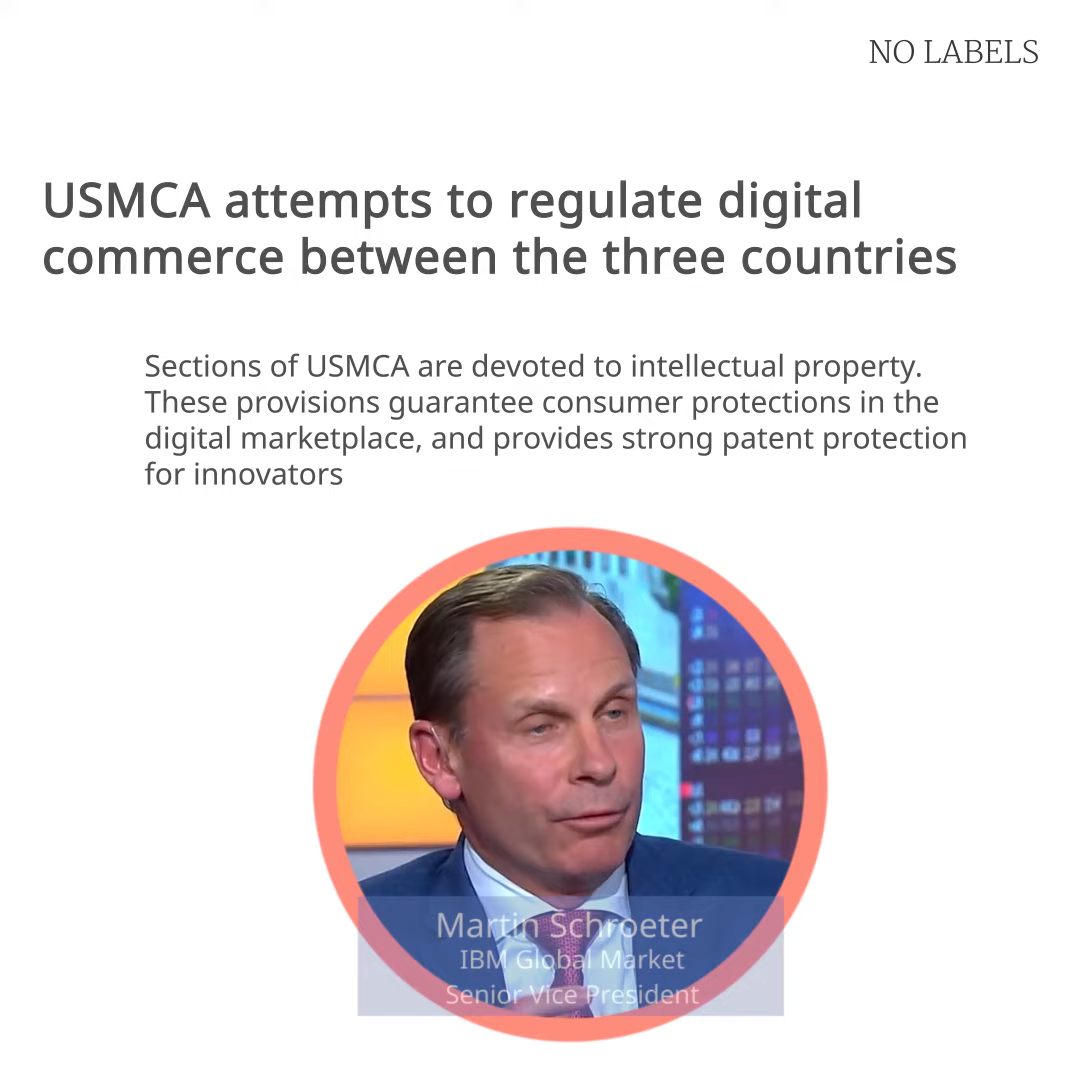 NO LABELS
USMCA attempts to regulate digital
commerce between the three countries
Sections of USMCA are devoted to intellectual property.
These provisions guarantee consumer protections in the
digital marketplace, and provides strong patent protection
for innovators
Martin Schroeter
IBM Global Market
Senior Vice President